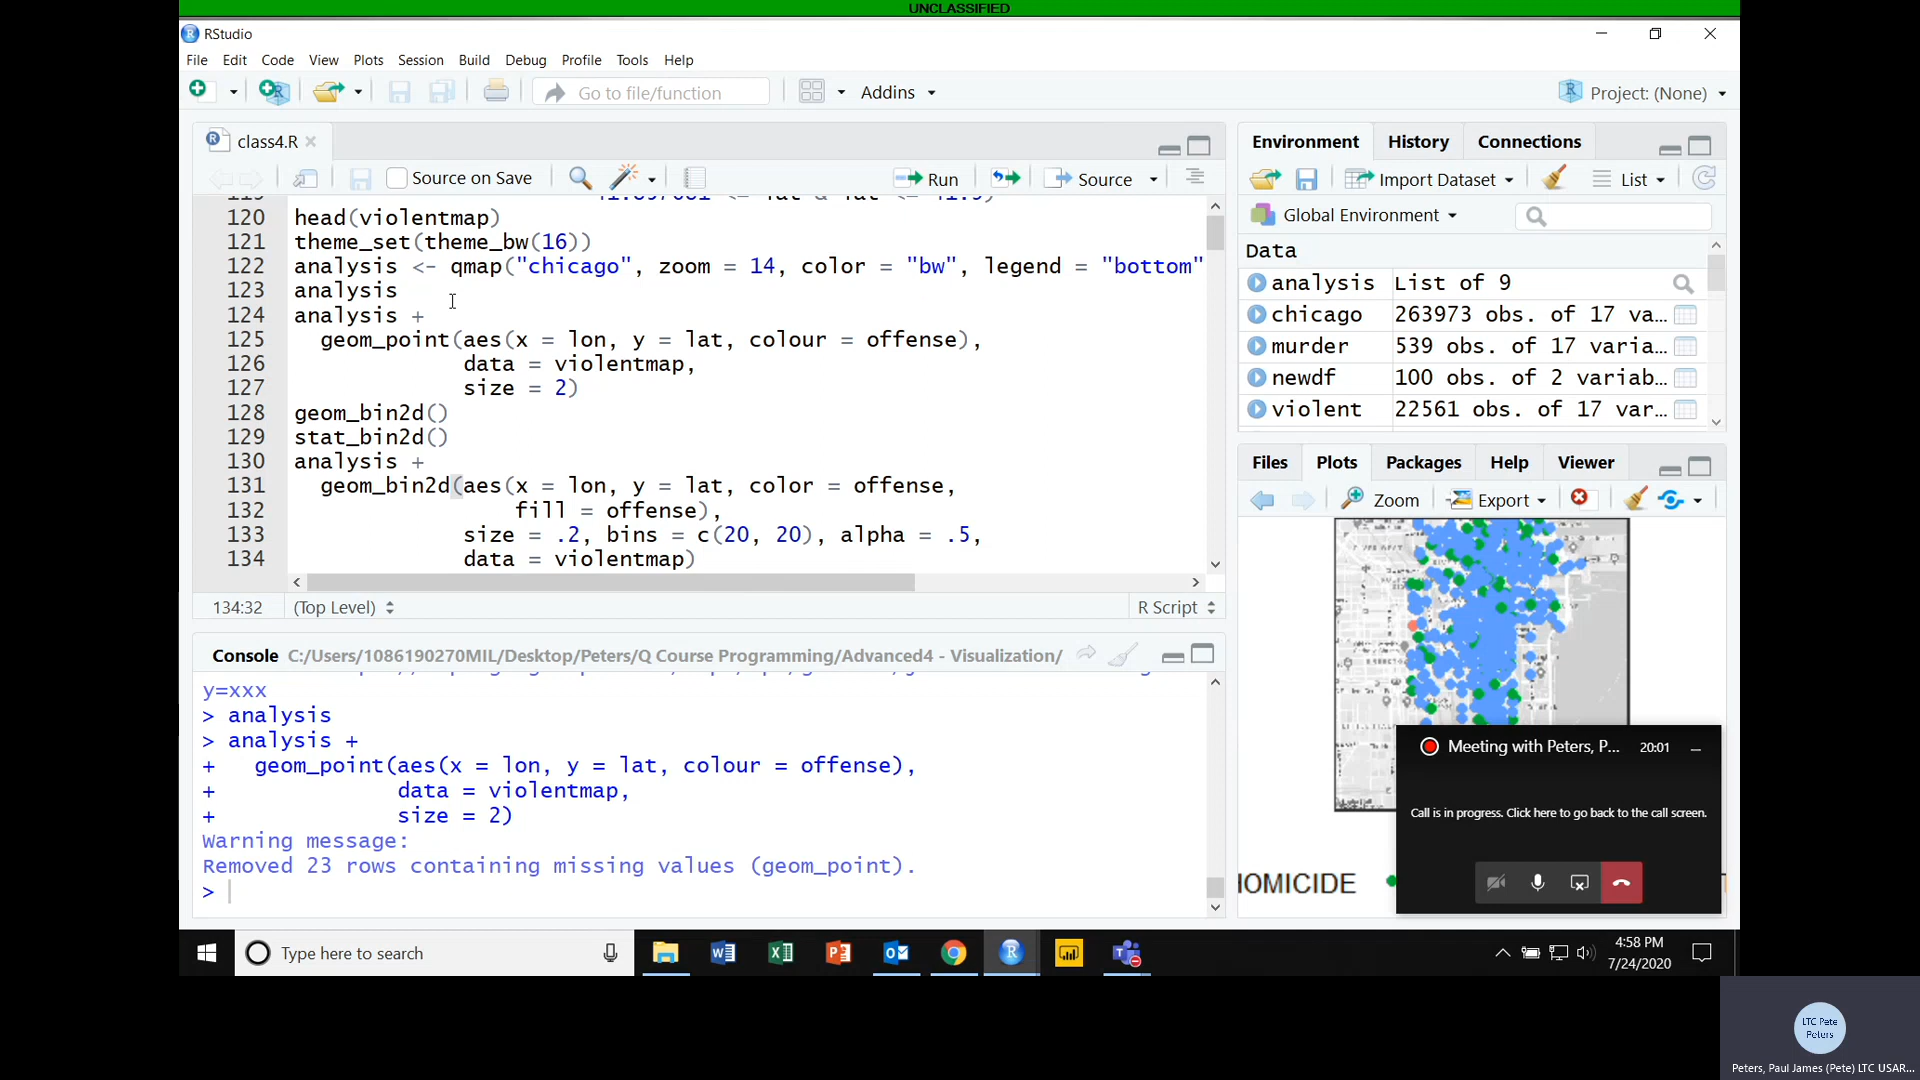 UNCLASSIFIED
RStudio
File Edit Code View Plots Session Build Debug Profile Tools Help
Go to file/function
Addins
Project: (None)
class4.R
Source on Save
Run
Source
120 head(violentmap)
121 theme_set(theme_bw(16))
122 analysis <- qmap("chicago", zoom = 14, color = "bw", legend = "bottom"
123 analysis
124 analysis +
125 geom_point(aes(x = lon, y = lat, colour = offense),
126 data = violentmap,
127 size = 2)
128 geom_bin2d()
129 stat_bin2d()
130 analysis +
131 geom_bin2d(aes(x = lon, y = lat, color = offense,
132 fill = offense),
133 size = .2, bins = c(20, 20), alpha = .5,
134 data = violentmap)
134:32 (Top Level) R Script
Console C:/Users/1086190270MIL/Desktop/Peters/Q Course Programming/Advanced4 - Visualization/
y=xxx
> analysis
> analysis +
+ geom_point(aes(x = lon, y = lat, colour = offense),
+ data = violentmap,
+ size = 2)
Warning message:
Removed 23 rows containing missing values (geom_point).
>
Environment History Connections
Import Dataset List
Global Environment
Data
analysis List of 9
chicago 263973 obs. of 17 va...
murder 539 obs. of 17 varia...
newdf 100 obs. of 2 variab...
violent 22561 obs. of 17 var...
Files Plots Packages Help Viewer
Zoom Export
Meeting with Peters, P... 20:01
Call is in progress. Click here to go back to the call screen.
HOMICIDE
Type here to search
4:58 PM
7/24/2020
LTC Pete
Peters
Peters, Paul James (Pete) LTC USAR...